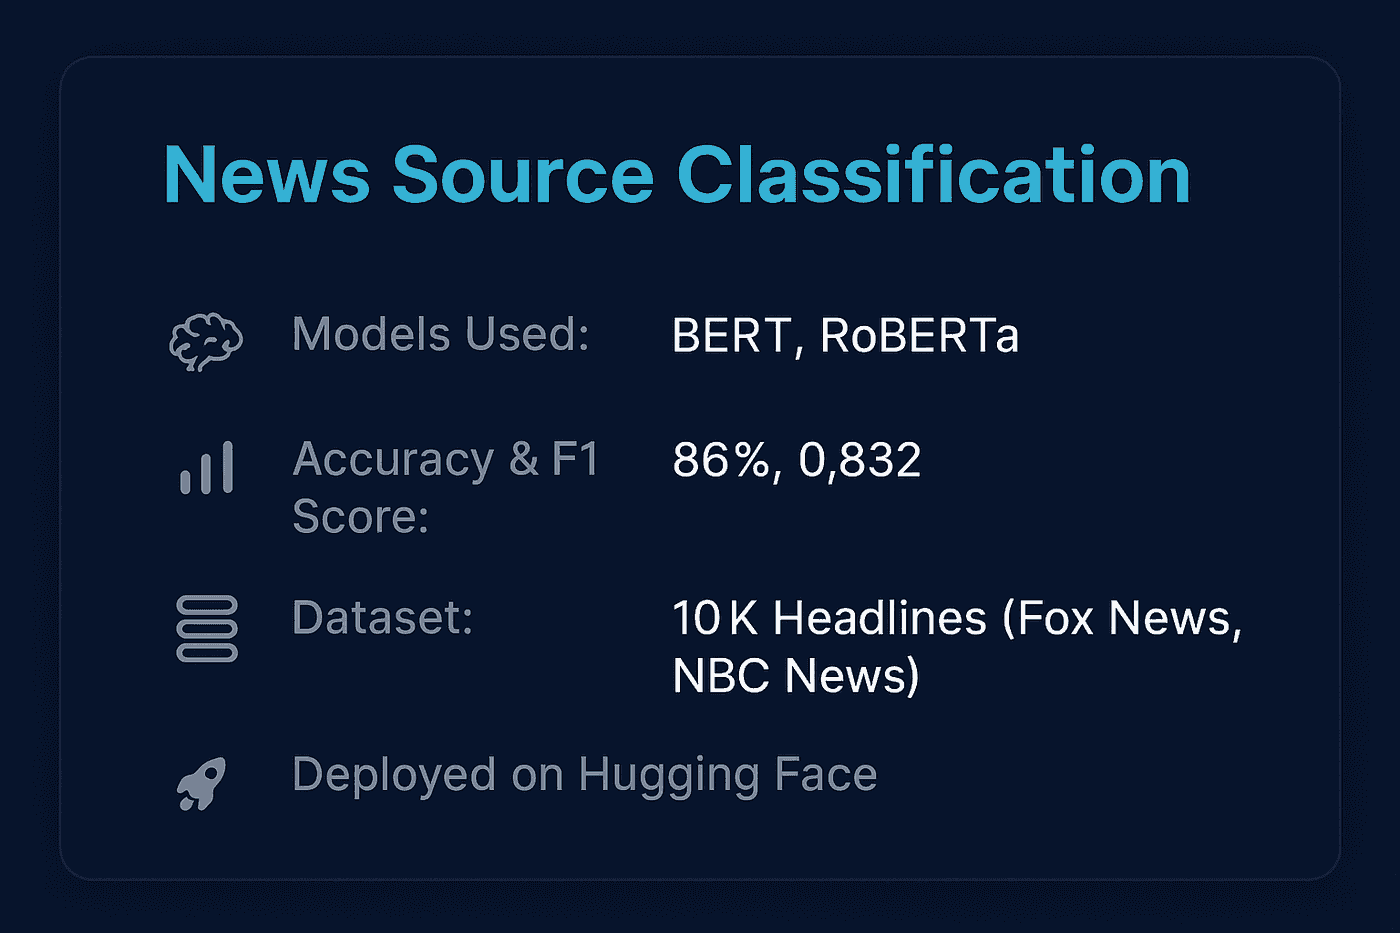 News Source Classification
Models Used: BERT, RoBERTa
Accuracy & F1 Score: 86%, 0,832
Dataset: 10 K Headlines (Fox News, NBC News)
Deployed on Hugging Face